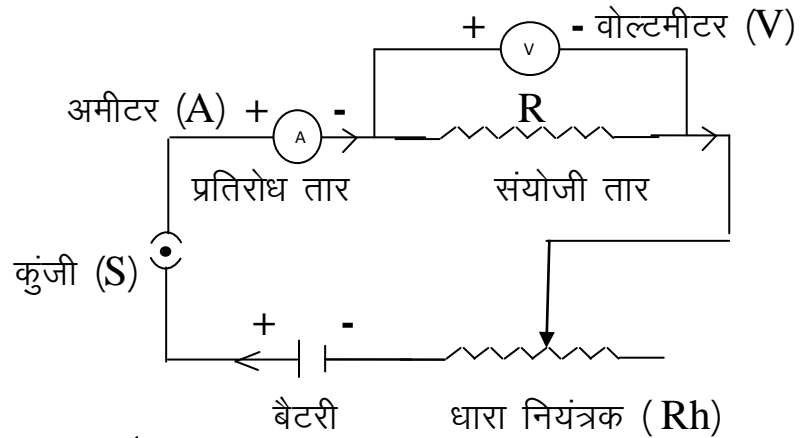 + V - वोल्टमीटर (V)
अमीटर (A) + A - R
प्रतिरोध तार संयोजी तार
कुंजी (S)
+ -
बैटरी धारा नियंत्रक (Rh)